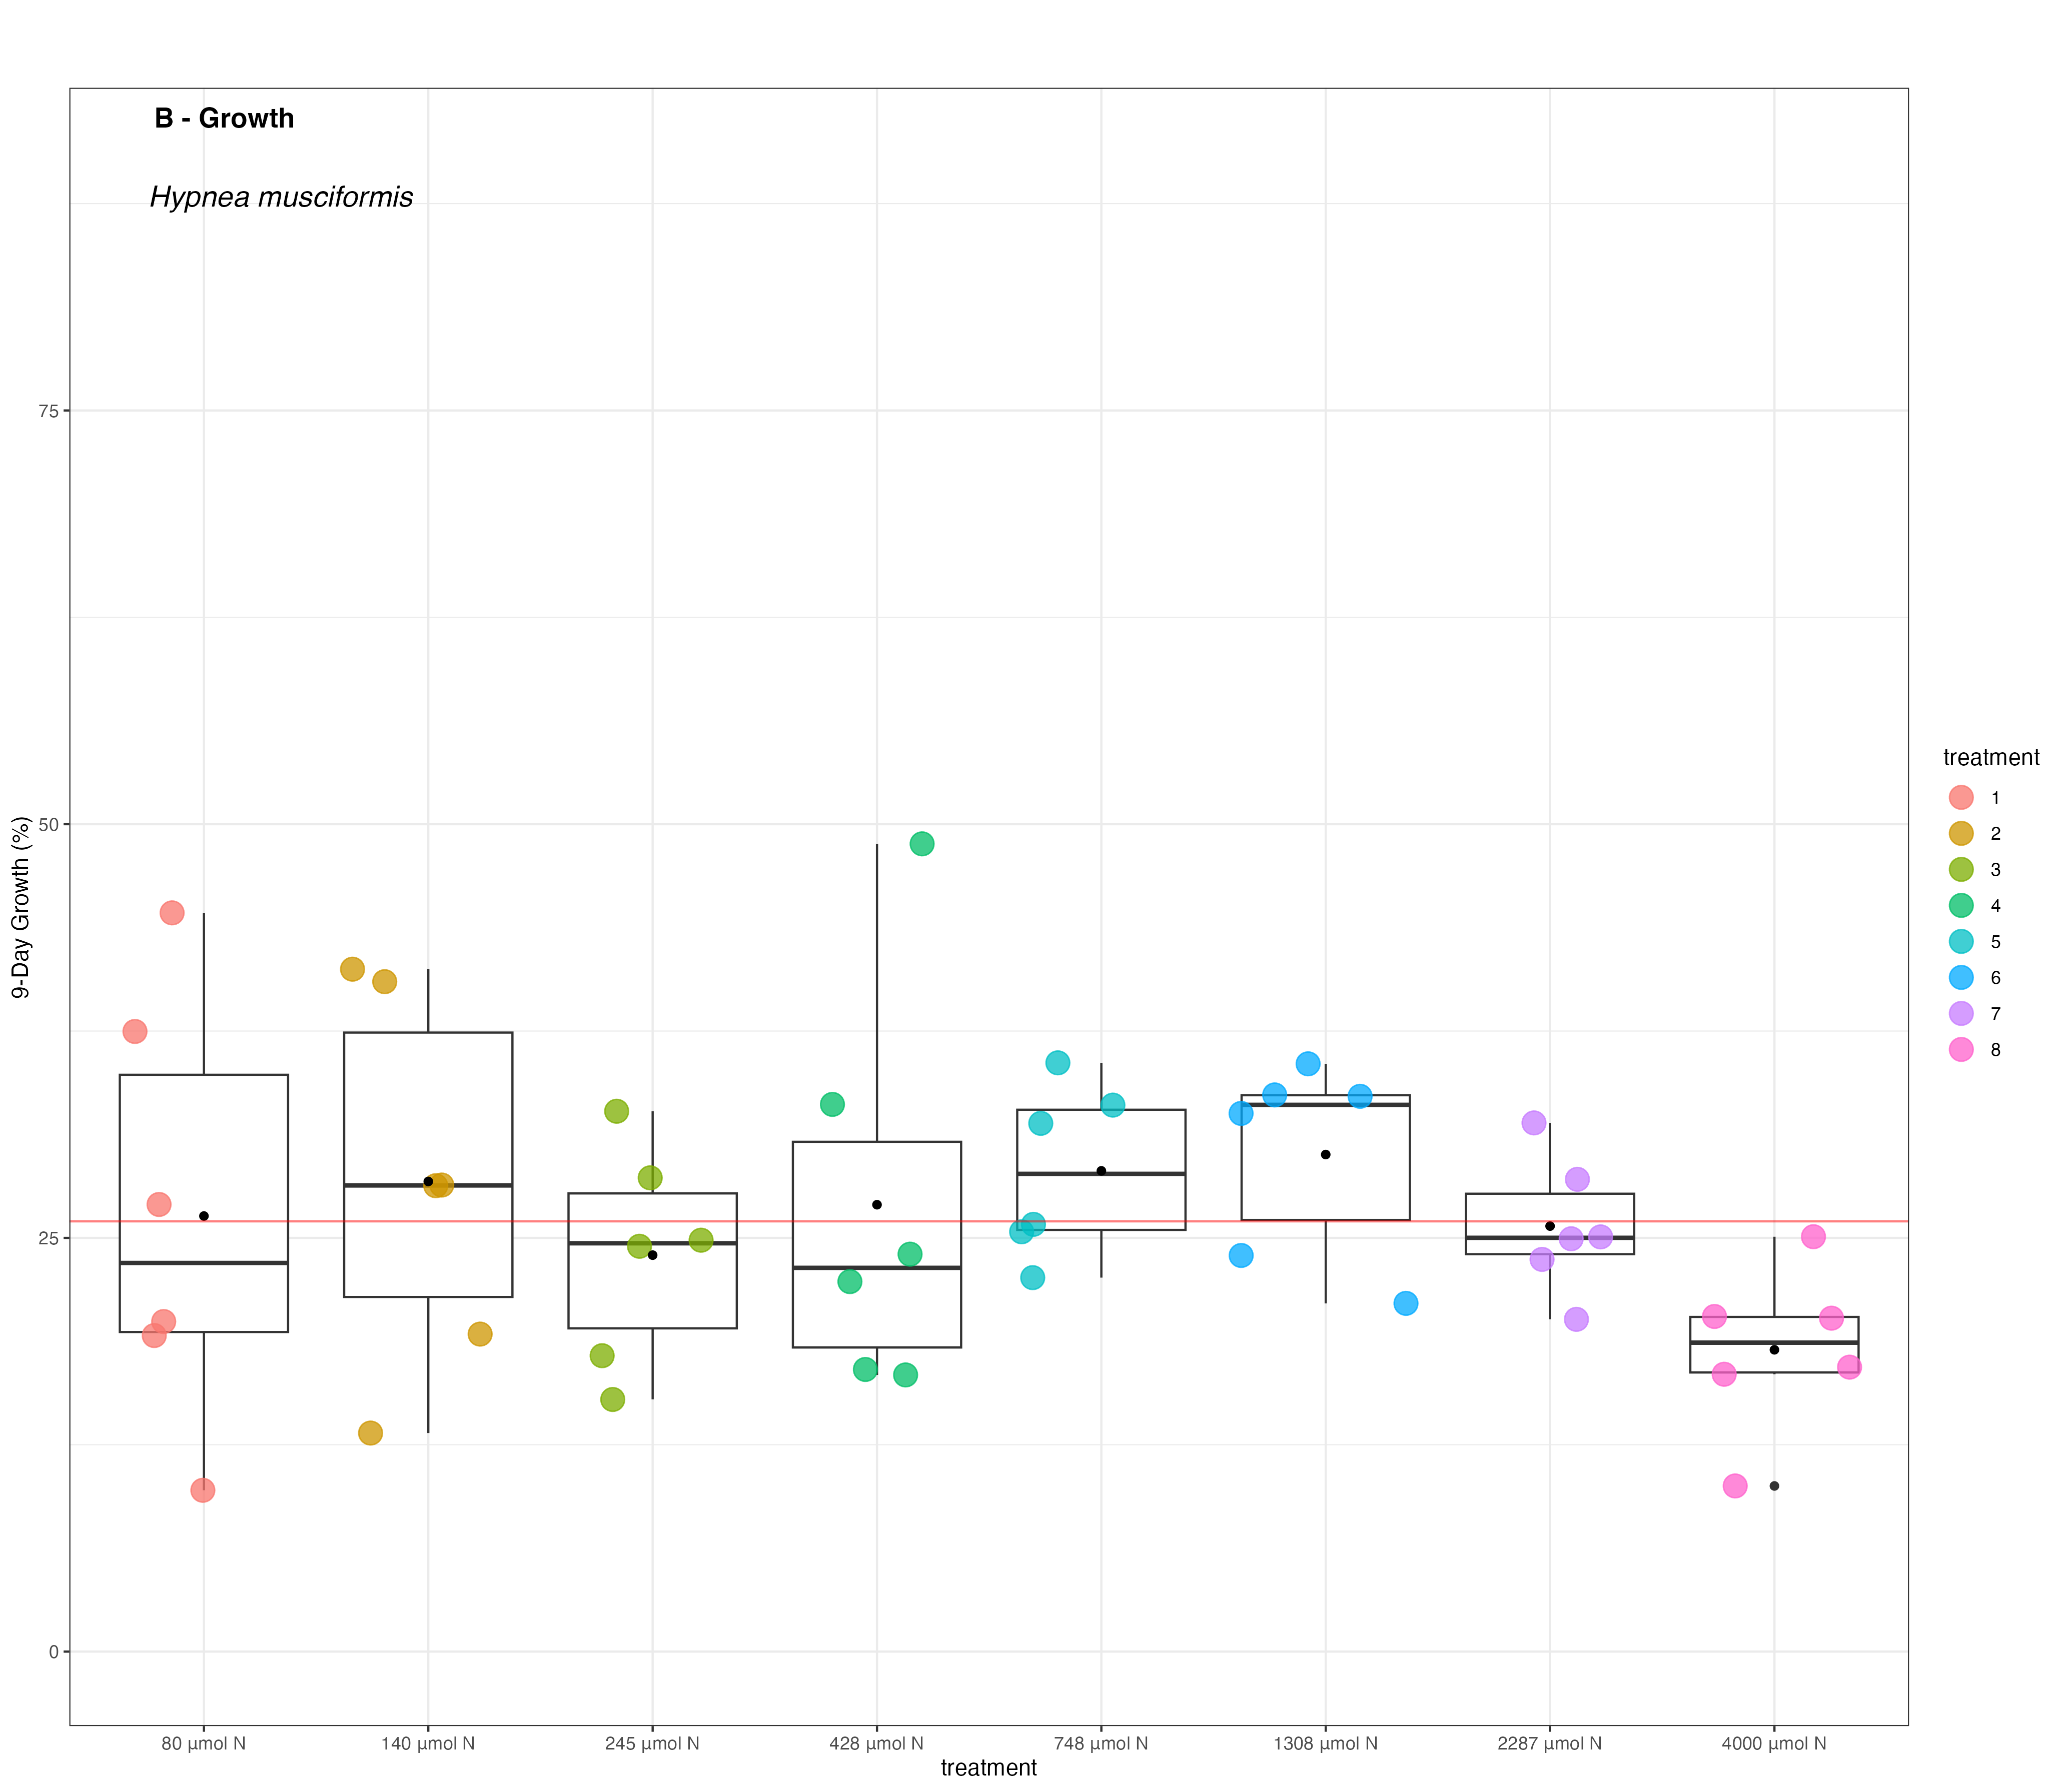 B - Growth
Hypnea musciformis
9-Day Growth (%)
75
50
25
0
80 μmol N
140 μmol N
245 μmol N
428 μmol N
748 μmol N
1308 μmol N
2287 μmol N
4000 μmol N
treatment
treatment
1
2
3
4
5
6
7
8